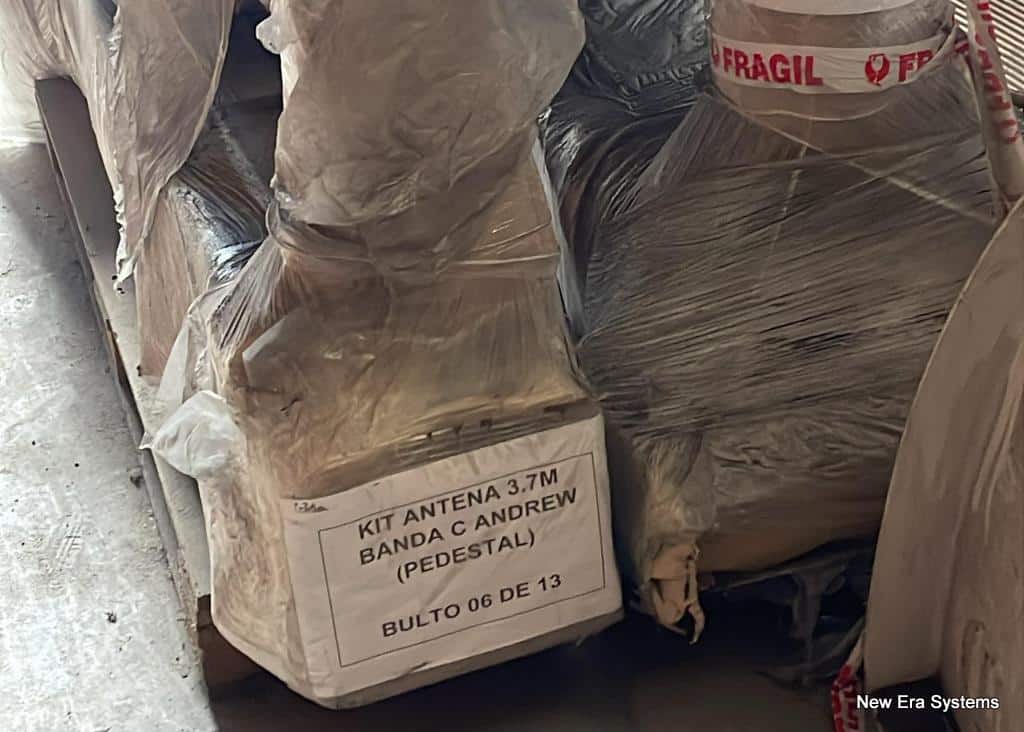 FRAGIL
KIT ANTENA 3.7M
BANDA C ANDREW
(PEDESTAL)
BULTO 06 DE 13
New Era Systems